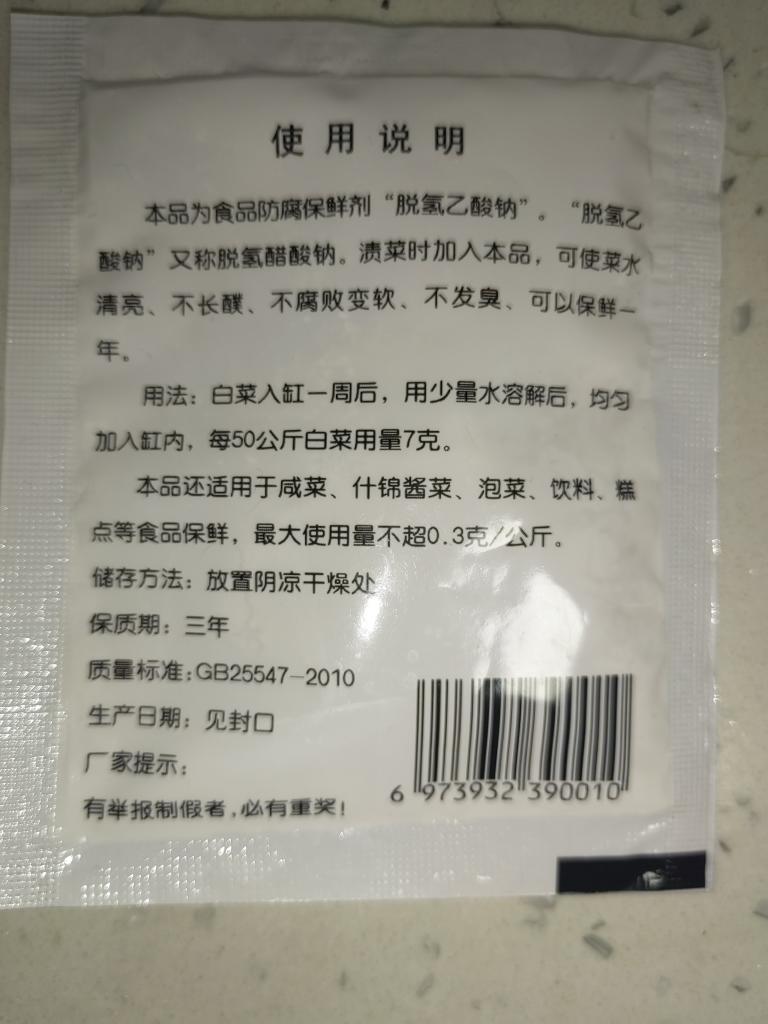 使用说明
本品为食品防腐保鲜剂“脱氢乙酸钠”。“脱氢乙
酸钠”又称脱氢醋酸钠。渍菜时加入本品，可使菜水
清亮、不长醭、不腐败变软、不发臭、可以保鲜一
年。
用法：白菜入缸一周后，用少量水溶解后，均匀
加入缸内，每50公斤白菜用量7克。
本品还适用于咸菜、什锦酱菜、泡菜、饮料、糕
点等食品保鲜，最大使用量不超0.3克/公斤。
储存方法：放置阴凉干燥处
保质期：三年
质量标准:GB25547-2010
生产日期：见封口
厂家提示：
有举报制假者,必有重奖!
6 973932 390010